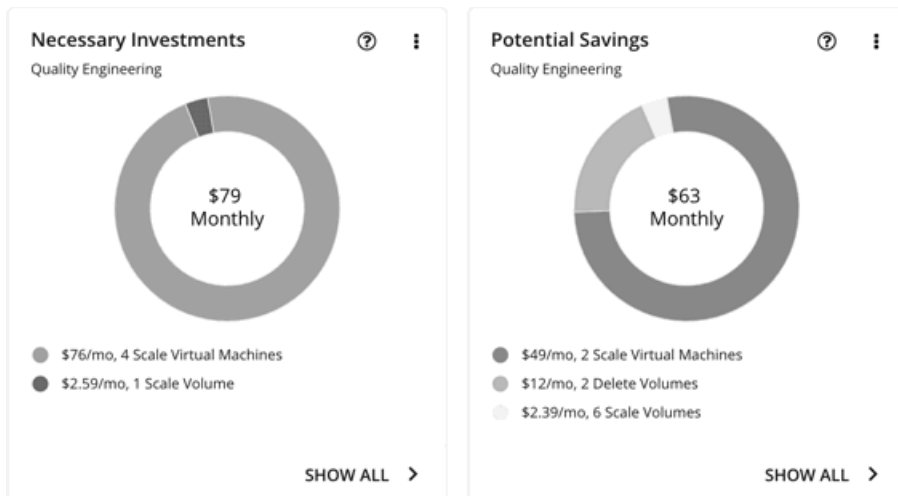 Necessary Investments
Quality Engineering
$79
Monthly
$76/mo, 4 Scale Virtual Machines
$2.59/mo, 1 Scale Volume
SHOW ALL
Potential Savings
Quality Engineering
$63
Monthly
$49/mo, 2 Scale Virtual Machines
$12/mo, 2 Delete Volumes
$2.39/mo, 6 Scale Volumes
SHOW ALL